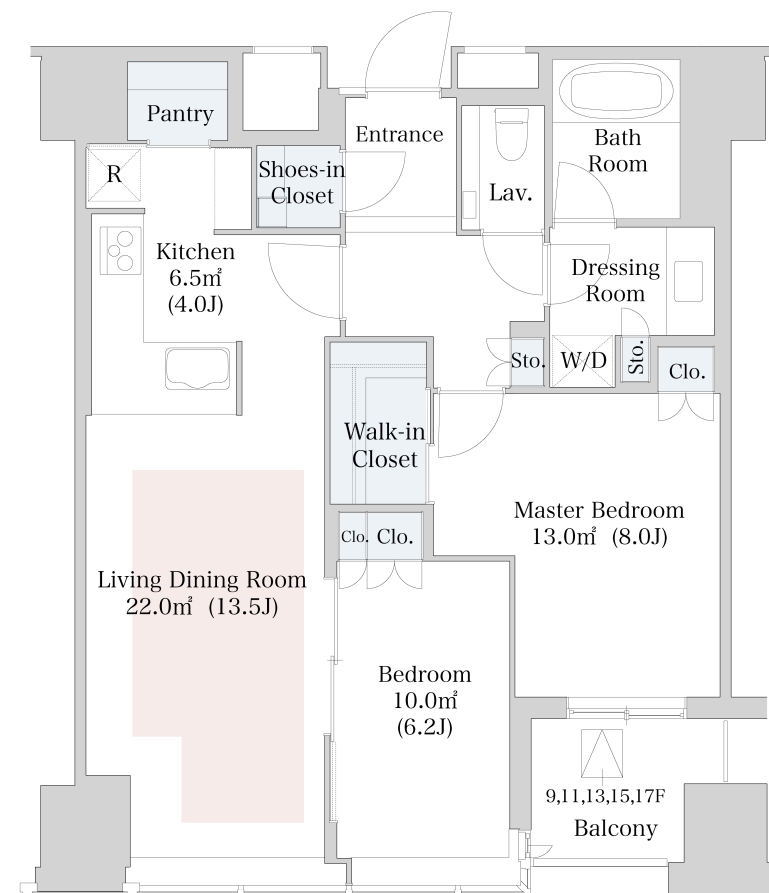 Pantry
Entrance
Bath
Room
R
Shoes-in
Closet
Lav.
Kitchen
6.5㎡
(4.0J)
Dressing
Room
Sto.
W/D
Sto.
Clo.
Walk-in
Closet
Master Bedroom
13.0㎡ (8.0J)
Clo.
Clo.
Living Dining Room
22.0㎡ (13.5J)
Bedroom
10.0㎡
(6.2J)
9,11,13,15,17F
Balcony